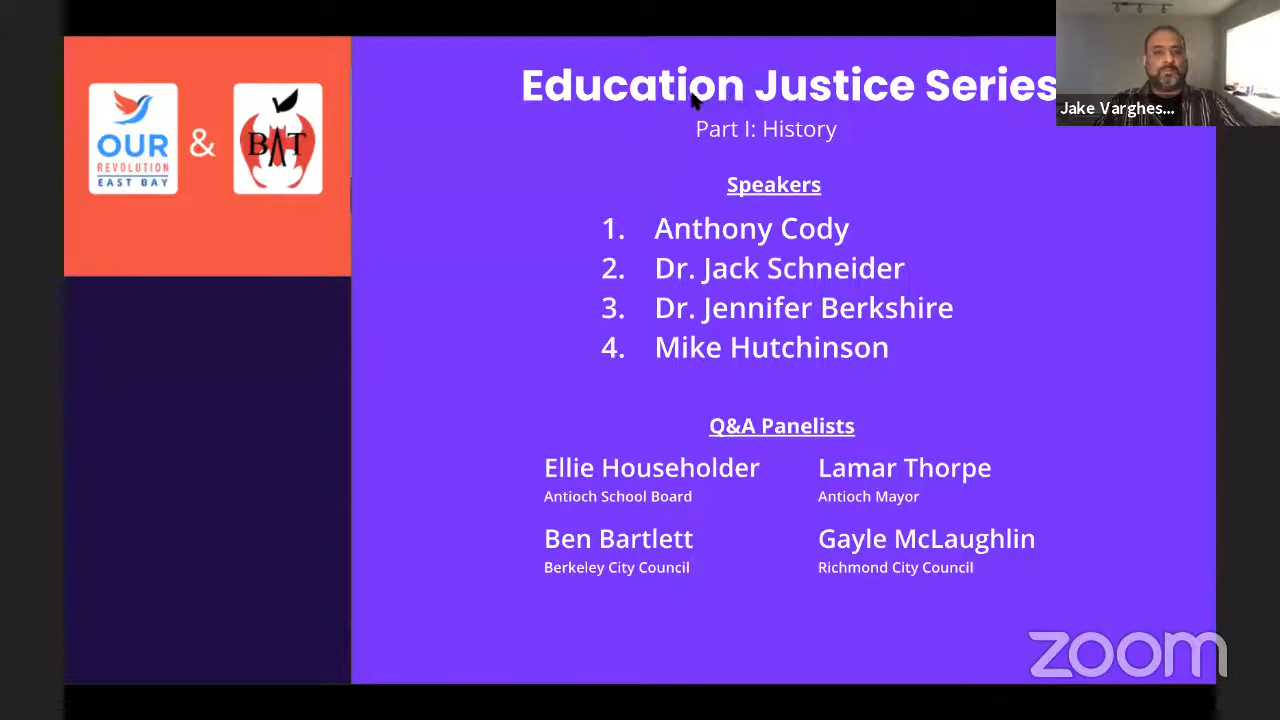 OUR
REVOLUTION
EAST BAY
&
BAT
Education Justice Series
Part I: History
Jake Varghes...
Speakers
1. Anthony Cody
2. Dr. Jack Schneider
3. Dr. Jennifer Berkshire
4. Mike Hutchinson
Q&A Panelists
Ellie Householder
Antioch School Board
Lamar Thorpe
Antioch Mayor
Ben Bartlett
Berkeley City Council
Gayle McLaughlin
Richmond City Council
zoom